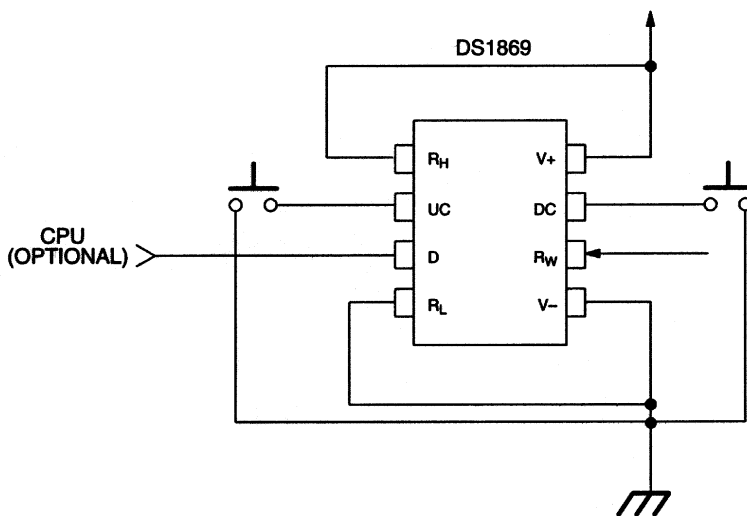 DS1869
RH V+
UC DC
CPU
(OPTIONAL)
D RW
RL V−